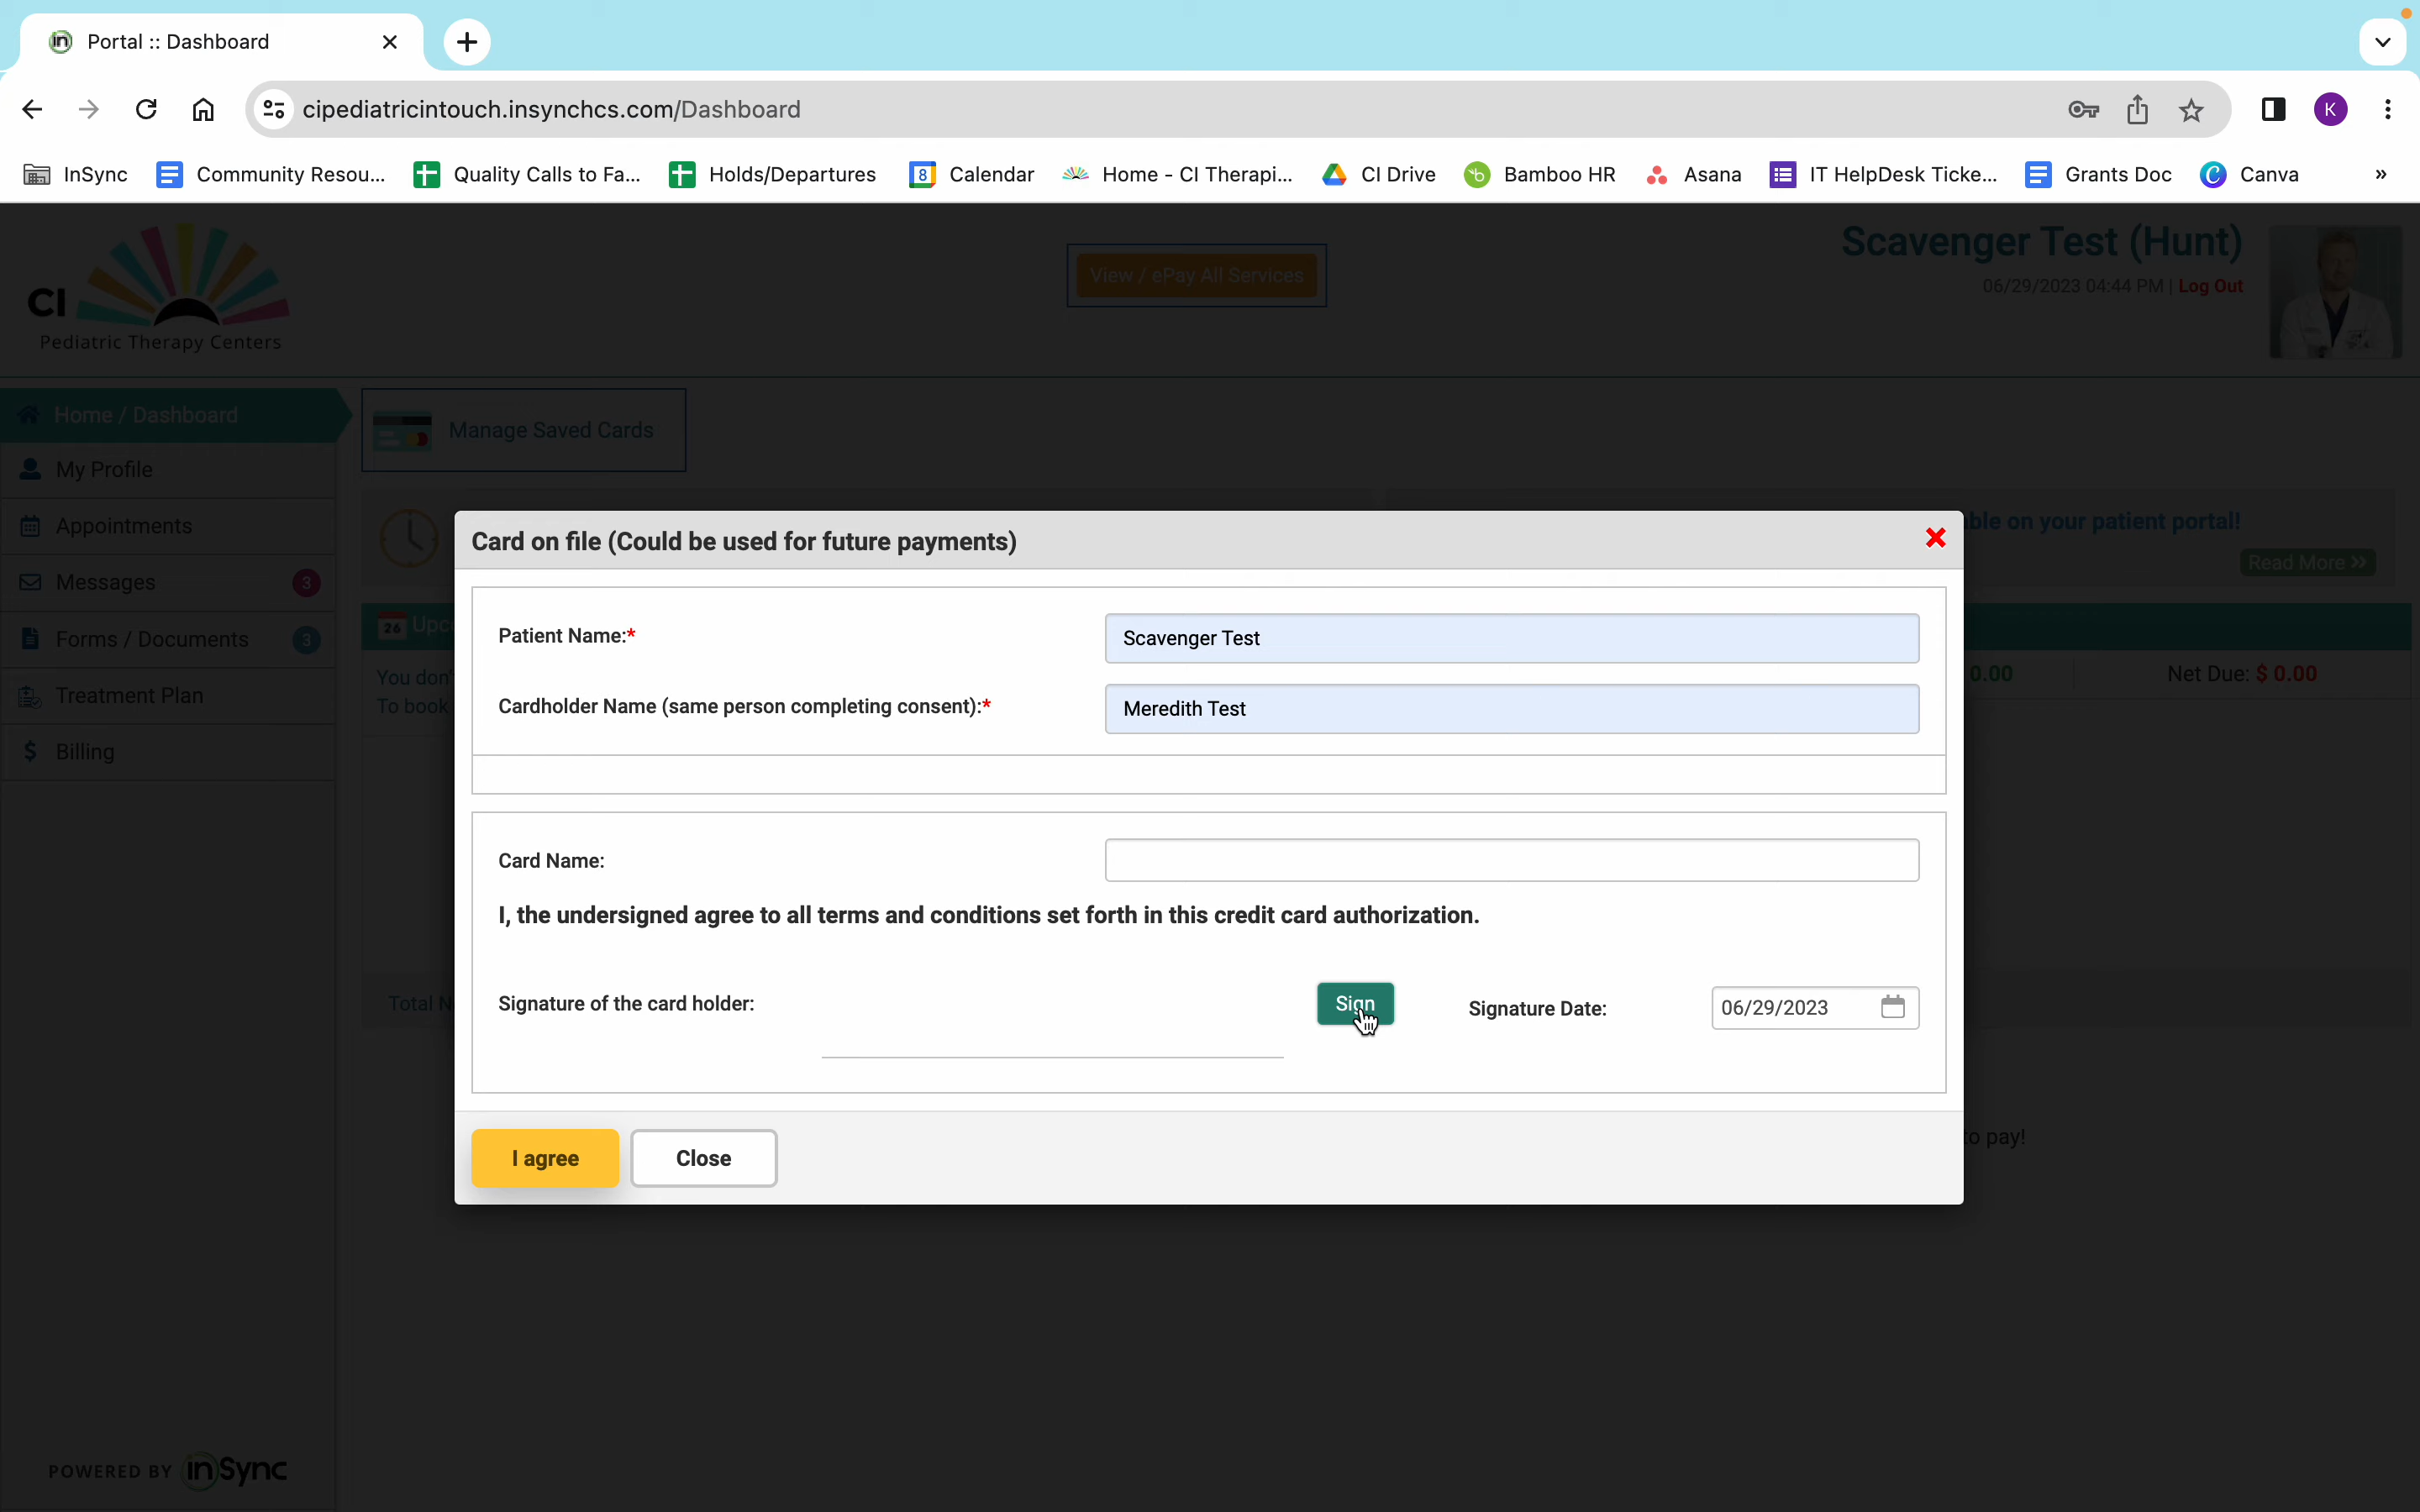 Portal :: Dashboard
cipediatricintouch.insynchcs.com/Dashboard
K
InSync
Community Resou...
Quality Calls to Fa...
Holds/Departures
8
Calendar
Home - CI Therapi...
CI Drive
Bamboo HR
Asana
IT HelpDesk Ticke...
Grants Doc
Canva
»
CI
Pediatric Therapy Centers
View / ePay All Services
Scavenger Test (Hunt)
06/29/2023 04:44 PM | Log Out
Home / Dashboard
My Profile
Appointments
Messages 3
Forms / Documents 3
Treatment Plan
$ Billing
Manage Saved Cards
ble on your patient portal!
Read More »
26 Upco
You don'
To book
0.00
Net Due: $ 0.00
Total N
to pay!
Card on file (Could be used for future payments)
Patient Name:*
Scavenger Test
Cardholder Name (same person completing consent):*
Meredith Test
Card Name:
I, the undersigned agree to all terms and conditions set forth in this credit card authorization.
Signature of the card holder:
Sign
Signature Date:
06/29/2023
I agree
Close
POWERED BY inSync